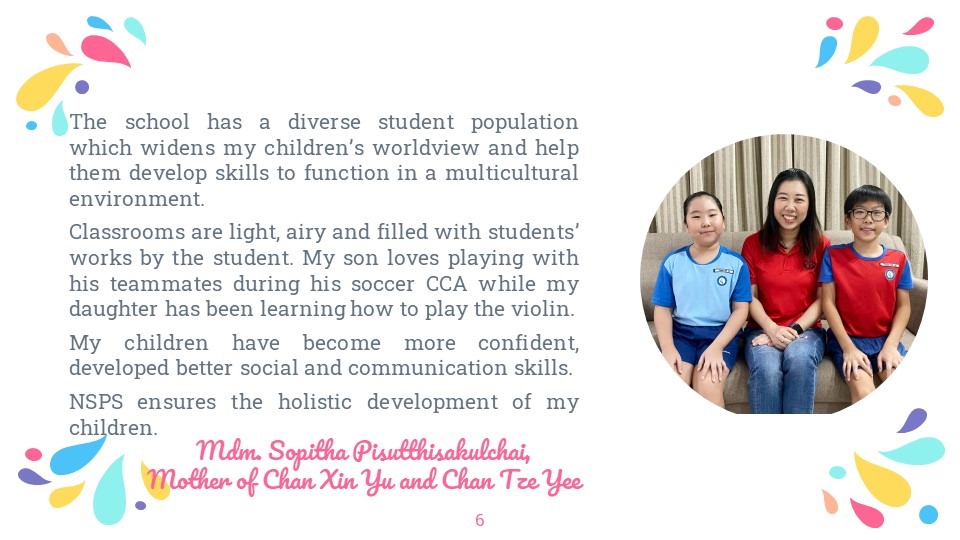 The school has a diverse student population
which widens my children’s worldview and help
them develop skills to function in a multicultural
environment.
Classrooms are light, airy and filled with students’
works by the student. My son loves playing with
his teammates during his soccer CCA while my
daughter has been learning how to play the violin.
My children have become more confident,
developed better social and communication skills.
NSPS ensures the holistic development of my
children.
Mdm. Sopitha Pisutthisakulchai,
Mother of Chan Xin Yu and Chan Tze Yee
6